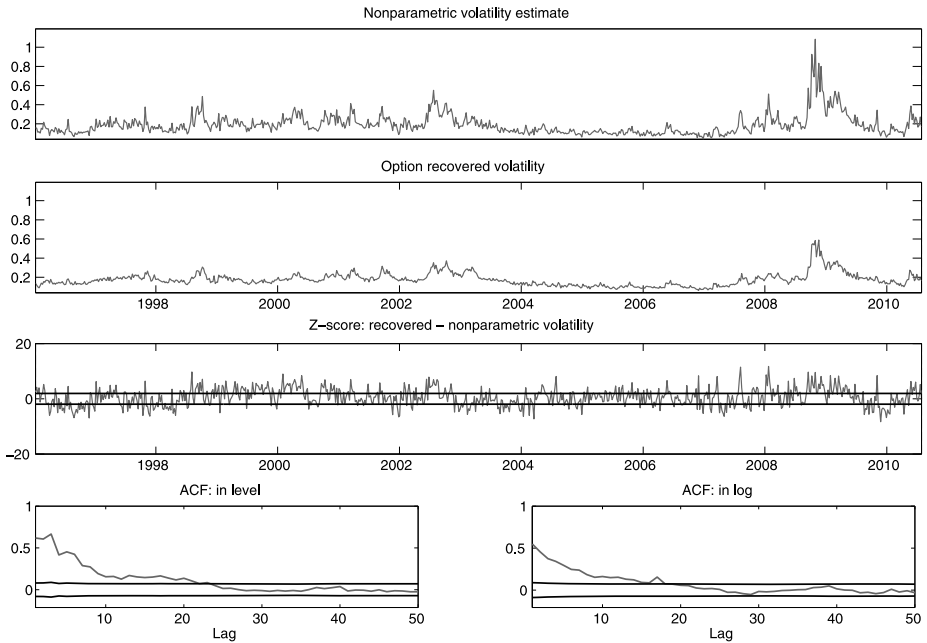 Nonparametric volatility estimate
1
0.8
0.6
0.4
0.2
Option recovered volatility
1
0.8
0.6
0.4
0.2
1998 2000 2002 2004 2006 2008 2010
Z−score: recovered − nonparametric volatility
20
0
−20
1998 2000 2002 2004 2006 2008 2010
ACF: in level
1
0.5
0
10 20 30 40 50
Lag
ACF: in log
1
0.5
0
10 20 30 40 50
Lag